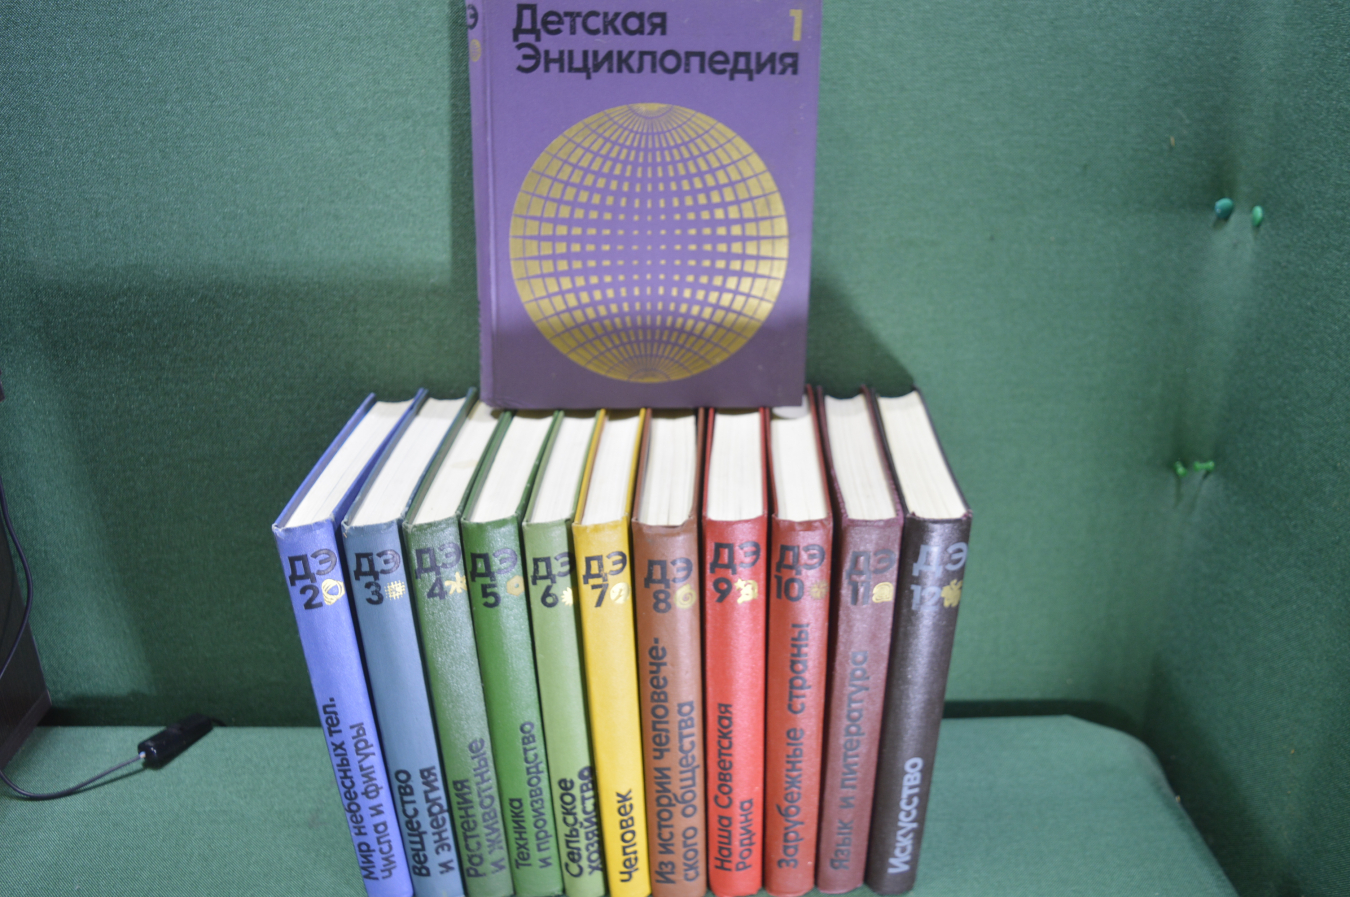 Э
Детская
Энциклопедия
1
ДЭ
2
Мир небесных тел.
Числа и фигуры
ДЭ
3
Вещество
и энергия
ДЭ
4
Растения
и животные
ДЭ
5
Техника
и производство
ДЭ
6
Сельское
хозяйство
ДЭ
7
Человек
ДЭ
8
Из истории человече-
ского общества
ДЭ
9
Наша Советская
Родина
ДЭ
10
Зарубежные страны
ДЭ
11
Язык и литература
ДЭ
12
Искусство